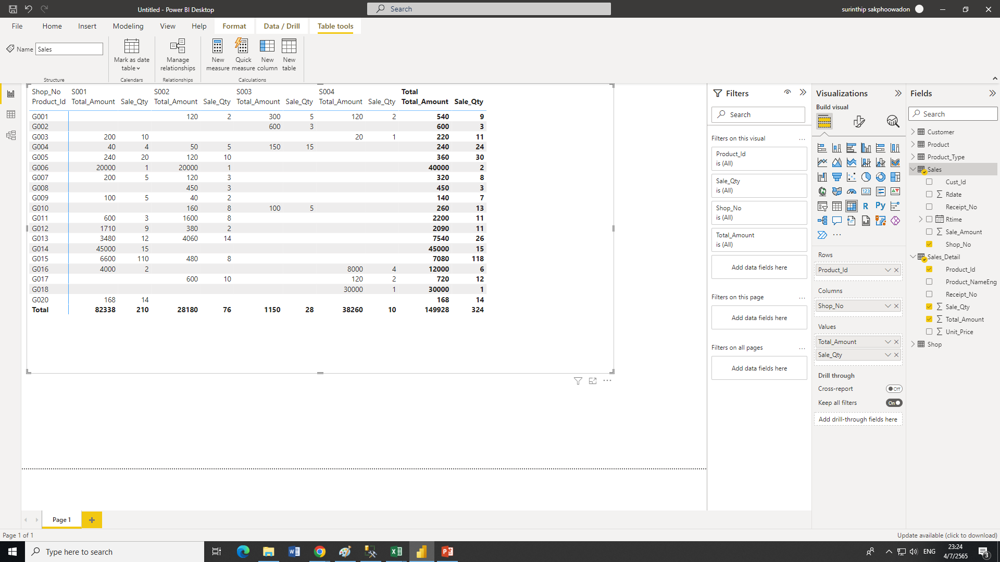 Untitled - Power BI Desktop
Search
surinthip sakphoowadon
File Home Insert Modeling View Help Format Data / Drill Table tools
Name Sales
Mark as date table
Manage relationships
New measure
Quick measure
New column
New table
Structure Calendars Relationships Calculations
Shop_No S001 S002 S003 S004 Total
Product_Id Total_Amount Sale_Qty Total_Amount Sale_Qty Total_Amount Sale_Qty Total_Amount Sale_Qty Total_Amount Sale_Qty
G001 120 2 300 5 120 2 540 9
G002 600 3 600 3
G003 200 10 20 1 220 11
G004 40 4 50 5 150 15 240 24
G005 240 20 120 10 360 30
G006 20000 1 20000 1 40000 2
G007 200 5 120 3 320 8
G008 450 3 450 3
G009 100 5 40 2 140 7
G010 160 8 100 5 260 13
G011 600 3 1600 8 2200 11
G012 1710 9 380 2 2090 11
G013 3480 12 4060 14 7540 26
G014 45000 15 45000 15
G015 6600 110 480 8 7080 118
G016 4000 2 8000 4 12000 6
G017 600 10 120 2 720 12
G018 30000 1 30000 1
G020 168 14 168 14
Total 82338 210 28180 76 1150 28 38260 10 149928 324
Filters
Search
Filters on this visual
Product_Id
is (All)
Sale_Qty
is (All)
Shop_No
is (All)
Total_Amount
is (All)
Add data fields here
Filters on this page
Add data fields here
Filters on all pages
Add data fields here
Visualizations
Build visual
123
R Py
Rows
Product_Id
Columns
Shop_No
Values
Total_Amount
Sale_Qty
Drill through
Cross-report Off
Keep all filters On
Add drill-through fields here
Fields
Search
Customer
Product
Product_Type
Sales
Cust_Id
Rdate
Receipt_No
Rtime
Sale_Amount
Shop_No
Sales_Detail
Product_Id
Product_NameEng
Receipt_No
Sale_Qty
Total_Amount
Unit_Price
Shop
Page 1
Page 1 of 1
Update available (click to download)
Type here to search
ENG
23:24
4/7/2565
3